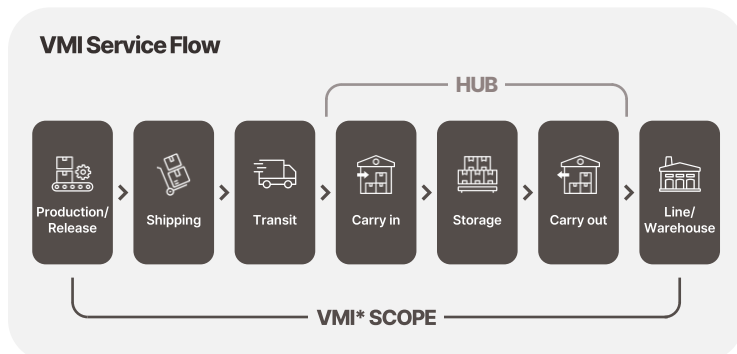 VMI Service Flow
HUB
Production/
Release
Shipping
Transit
Carry in
Storage
Carry out
Line/
Warehouse
VMI* SCOPE